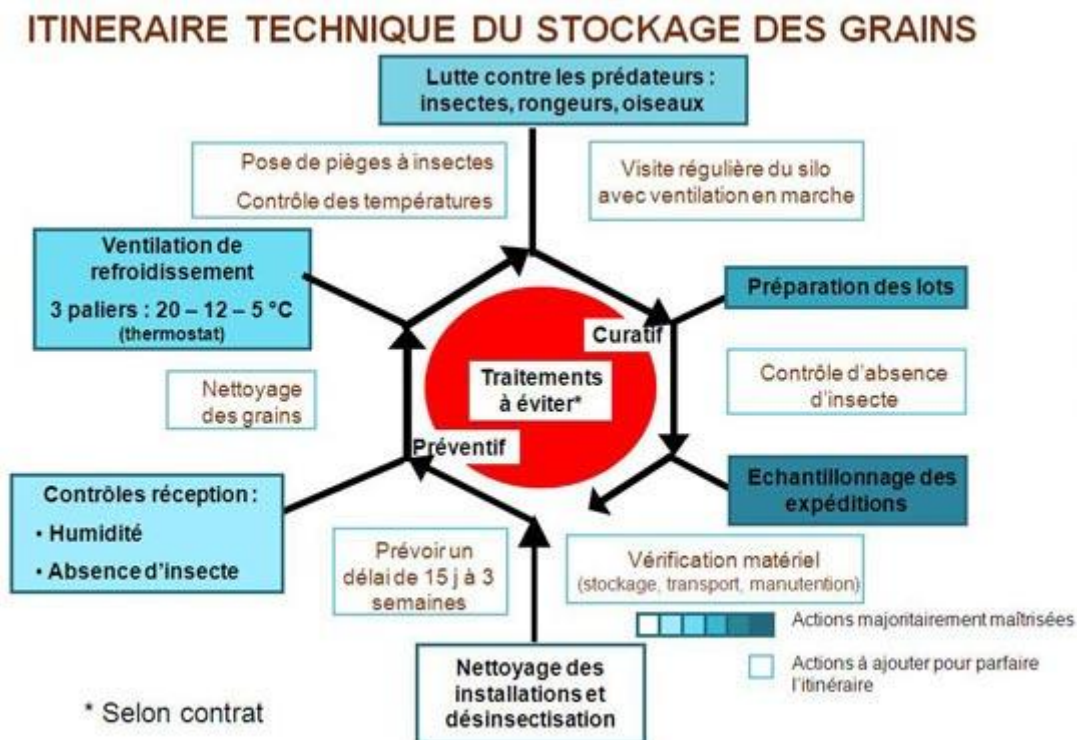 ITINERAIRE TECHNIQUE DU STOCKAGE DES GRAINS
Lutte contre les prédateurs :
insectes, rongeurs, oiseaux
Pose de pièges à insectes
Contrôle des températures
Visite régulière du silo
avec ventilation en marche
Ventilation de
refroidissement
3 paliers : 20 – 12 – 5 °C
(thermostat)
Préparation des lots
Curatif
Traitements
à éviter*
Préventif
Nettoyage
des grains
Contrôle d'absence
d'insecte
Contrôles réception :
• Humidité
• Absence d'insecte
Echantillonnage des
expéditions
Prévoir un
délai de 15 j à 3
semaines
Vérification matériel
(stockage, transport, manutention)
Nettoyage des
installations et
désinsectisation
Actions majoritairement maîtrisées
Actions à ajouter pour parfaire
l'itinéraire
* Selon contrat